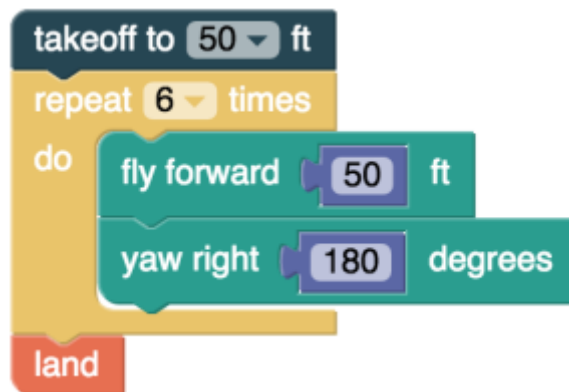 takeoff to 50 ft
repeat 6 times
do fly forward 50 ft
yaw right 180 degrees
land